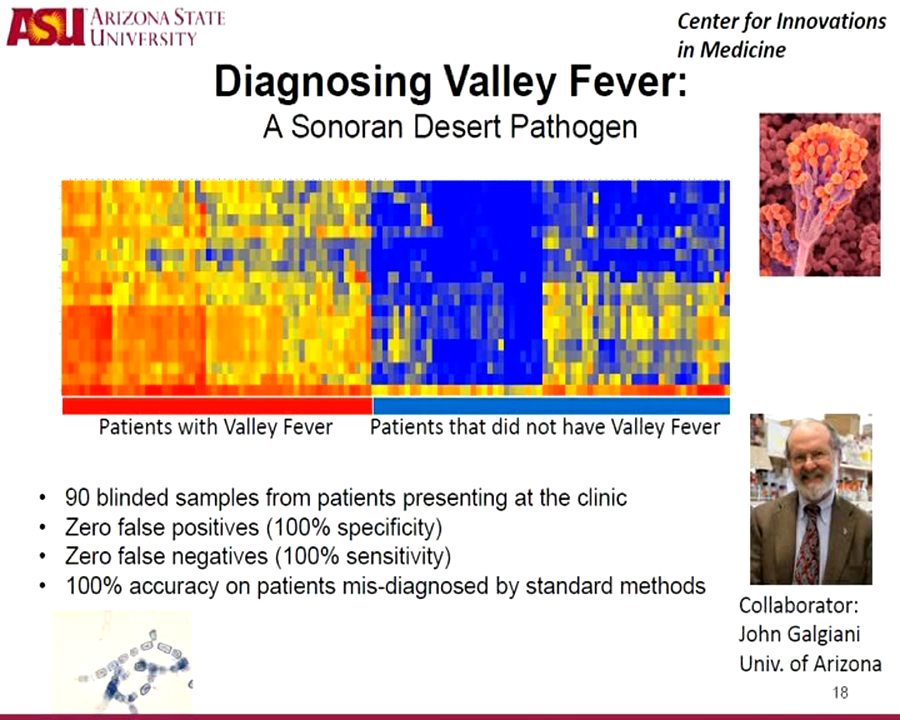 ASU ARIZONA STATE
UNIVERSITY
Center for Innovations
in Medicine
Diagnosing Valley Fever:
A Sonoran Desert Pathogen
Patients with Valley Fever
Patients that did not have Valley Fever
• 90 blinded samples from patients presenting at the clinic
• Zero false positives (100% specificity)
• Zero false negatives (100% sensitivity)
• 100% accuracy on patients mis-diagnosed by standard methods
Collaborator:
John Galgiani
Univ. of Arizona
18